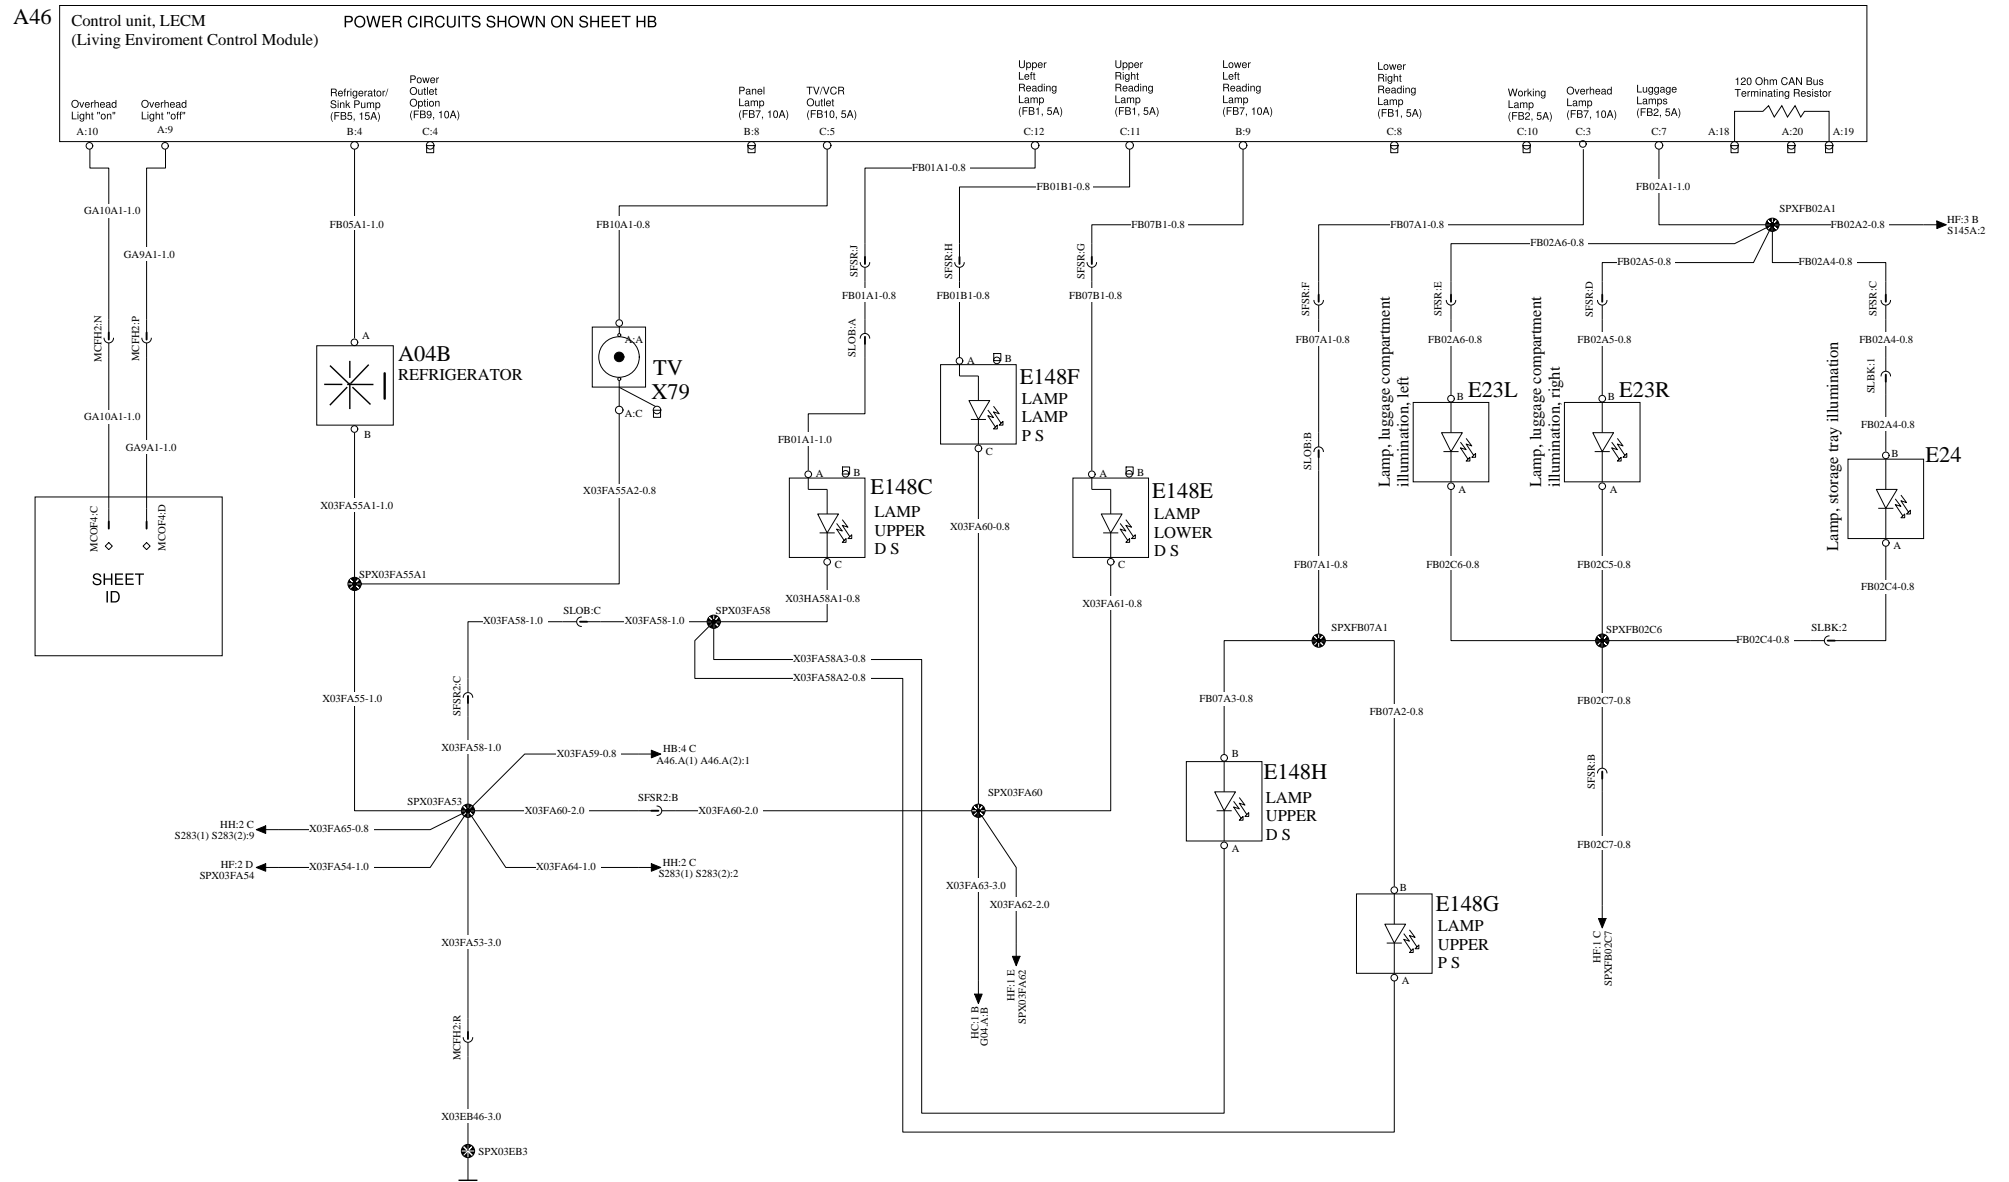 A46
Control unit, LECM
(Living Enviroment Control Module)
POWER CIRCUITS SHOWN ON SHEET HB
Overhead
Light "on"
A:10
Overhead
Light "off"
A:9
Refrigerator/
Sink Pump
(FB5, 15A)
B:4
Power
Outlet
Option
(FB9, 10A)
C:4
Panel
Lamp
(FB7, 10A)
B:8
TV/VCR
Outlet
(FB10, 5A)
C:5
Upper
Left
Reading
Lamp
(FB1, 5A)
C:12
Upper
Right
Reading
Lamp
(FB1, 5A)
C:11
Lower
Left
Reading
Lamp
(FB7, 10A)
B:9
Lower
Right
Reading
Lamp
(FB1, 5A)
C:8
Working
Lamp
(FB2, 5A)
C:10
Overhead
Lamp
(FB7, 10A)
C:3
Luggage
Lamps
(FB2, 5A)
C:7
120 Ohm CAN Bus
Terminating Resistor
A:18
A:20
A:19
GA10A1-1.0
GA9A1-1.0
MCFH2:N
MCFH2:P
GA10A1-1.0
GA9A1-1.0
MCOF4:C
MCOF4:D
SHEET
ID
FB05A1-1.0
A
A04B
REFRIGERATOR
B
X03FA55A1-1.0
SPX03FA55A1
X03FA55-1.0
FB10A1-0.8
A:A
TV
X79
A:C
X03FA55A2-0.8
FB01A1-0.8
SFSR:J
FB01A1-0.8
SLOB:A
FB01A1-1.0
A
B
E148C
LAMP
UPPER
D S
C
X03HA58A1-0.8
FB01B1-0.8
SFSR:H
FB01B1-0.8
A
B
E148F
LAMP
LAMP
P S
C
X03FA60-0.8
FB07B1-0.8
SFSR:G
FB07B1-0.8
A
B
E148E
LAMP
LOWER
D S
C
X03FA61-0.8
FB07A1-0.8
SFSR:F
FB07A1-0.8
SLOB:B
FB07A1-0.8
SPXFB07A1
FB02A1-1.0
SPXFB02A1
FB02A2-0.8
HF:3 B
S145A:2
FB02A6-0.8
FB02A5-0.8
FB02A4-0.8
SFSR:E
SFSR:D
SFSR:C
FB02A6-0.8
FB02A5-0.8
FB02A4-0.8
SLBK:1
FB02A4-0.8
Lamp, luggage compartment
illumination, left
B
E23L
A
Lamp, luggage compartment
illumination, right
B
E23R
A
Lamp, storage tray illumination
B
E24
A
FB02C6-0.8
FB02C5-0.8
FB02C4-0.8
SPXFB02C6
FB02C4-0.8
SLBK:2
FB02C7-0.8
SFSR:B
FB02C7-0.8
HF:1 C
SPXFB02C7
X03FA58-1.0
SLOB:C
X03FA58-1.0
SPX03FA58
X03FA58A3-0.8
X03FA58A2-0.8
SFSR2:C
X03FA58-1.0
X03FA59-0.8
HB:4 C
A46.A(1) A46.A(2):1
SPX03FA53
X03FA60-2.0
SFSR2:B
X03FA60-2.0
SPX03FA60
HH:2 C
S283(1) S283(2):9
X03FA65-0.8
HF:2 D
SPX03FA54
X03FA54-1.0
X03FA64-1.0
HH:2 C
S283(1) S283(2):2
X03FA53-3.0
MCFH2:R
X03EB46-3.0
SPX03EB3
X03FA63-3.0
X03FA62-2.0
HC:1 B
G04.A:B
HF:1 E
SPX03FA62
FB07A3-0.8
FB07A2-0.8
B
E148H
LAMP
UPPER
D S
A
B
E148G
LAMP
UPPER
P S
A